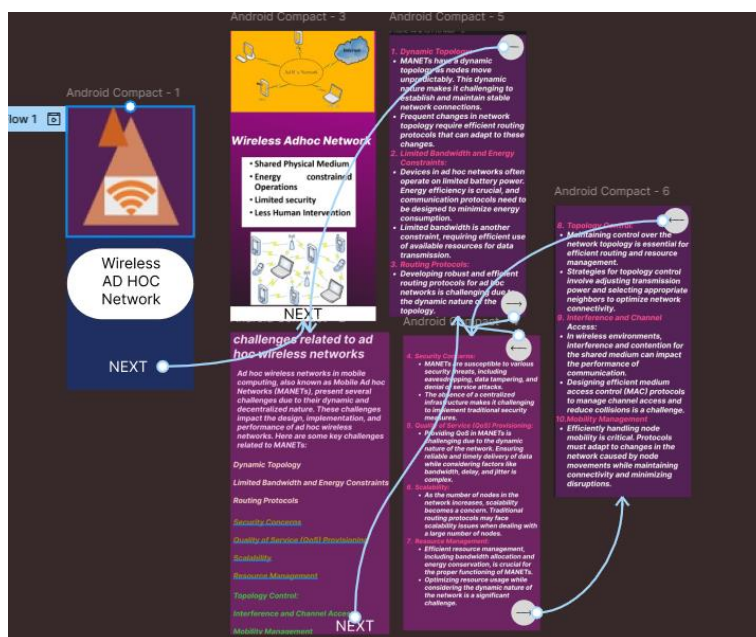 Android Compact - 1
low 1
Wireless
AD HOC
Network
NEXT
Android Compact - 3
Wireless Adhoc Network
• Shared Physical Medium
• Energy constrained
Operations
• Limited security
• Less Human Intervention
NEXT
challenges related to ad
hoc wireless networks
Ad hoc wireless networks in mobile
computing, also known as Mobile Ad hoc
Networks (MANETs), present several
challenges due to their dynamic and
decentralized nature. These challenges
impact the design, implementation, and
performance of ad hoc wireless
networks. Here are some key challenges
related to MANETs:
Dynamic Topology
Limited Bandwidth and Energy Constraints
Routing Protocols
Security Concerns
Quality of Service (QoS) Provisioning
Scalability
Resource Management
Topology Control:
Interference and Channel Access
Mobility Management
NEXT
Android Compact - 5
1. Dynamic Topology:
• MANETs have a dynamic
topology as nodes move
unpredictably. This dynamic
nature makes it challenging to
establish and maintain stable
network connections.
• Frequent changes in network
topology require efficient routing
protocols that can adapt to these
changes.
2. Limited Bandwidth and Energy
Constraints:
• Devices in ad hoc networks often
operate on limited battery power.
Energy efficiency is crucial, and
communication protocols need to
be designed to minimize energy
consumption.
• Limited bandwidth is another
constraint, requiring efficient use
of available resources for data
transmission.
3. Routing Protocols:
• Developing robust and efficient
routing protocols for ad hoc
networks is challenging due to
the dynamic nature of the
topology.
Android Compact
4. Security Concerns:
• MANETs are susceptible to various
security threats, including
eavesdropping, data tampering, and
denial of service attacks.
• The absence of a centralized
infrastructure makes it challenging
to implement traditional security
measures.
5. Quality of Service (QoS) Provisioning:
• Providing QoS in MANETs is
challenging due to the dynamic
nature of the network. Ensuring
reliable and timely delivery of data
while considering factors like
bandwidth, delay, and jitter is
complex.
6. Scalability:
• As the number of nodes in the
network increases, scalability
becomes a concern. Traditional
routing protocols may face
scalability issues when dealing with
a large number of nodes.
7. Resource Management:
• Efficient resource management,
including bandwidth allocation and
energy conservation, is crucial for
the proper functioning of MANETs.
• Optimizing resource usage while
considering the dynamic nature of
the network is a significant
challenge.
Android Compact - 6
8. Topology Control:
• Maintaining control over the
network topology is essential for
efficient routing and resource
management.
• Strategies for topology control
involve adjusting transmission
power and selecting appropriate
neighbors to optimize network
connectivity.
9. Interference and Channel
Access:
• In wireless environments,
interference and contention for
the shared medium can impact
the performance of
communication.
• Designing efficient medium
access control (MAC) protocols
to manage channel access and
reduce collisions is a challenge.
10. Mobility Management
• Efficiently handling node
mobility is critical. Protocols
must adapt to changes in the
network caused by node
movements while maintaining
connectivity and minimizing
disruptions.